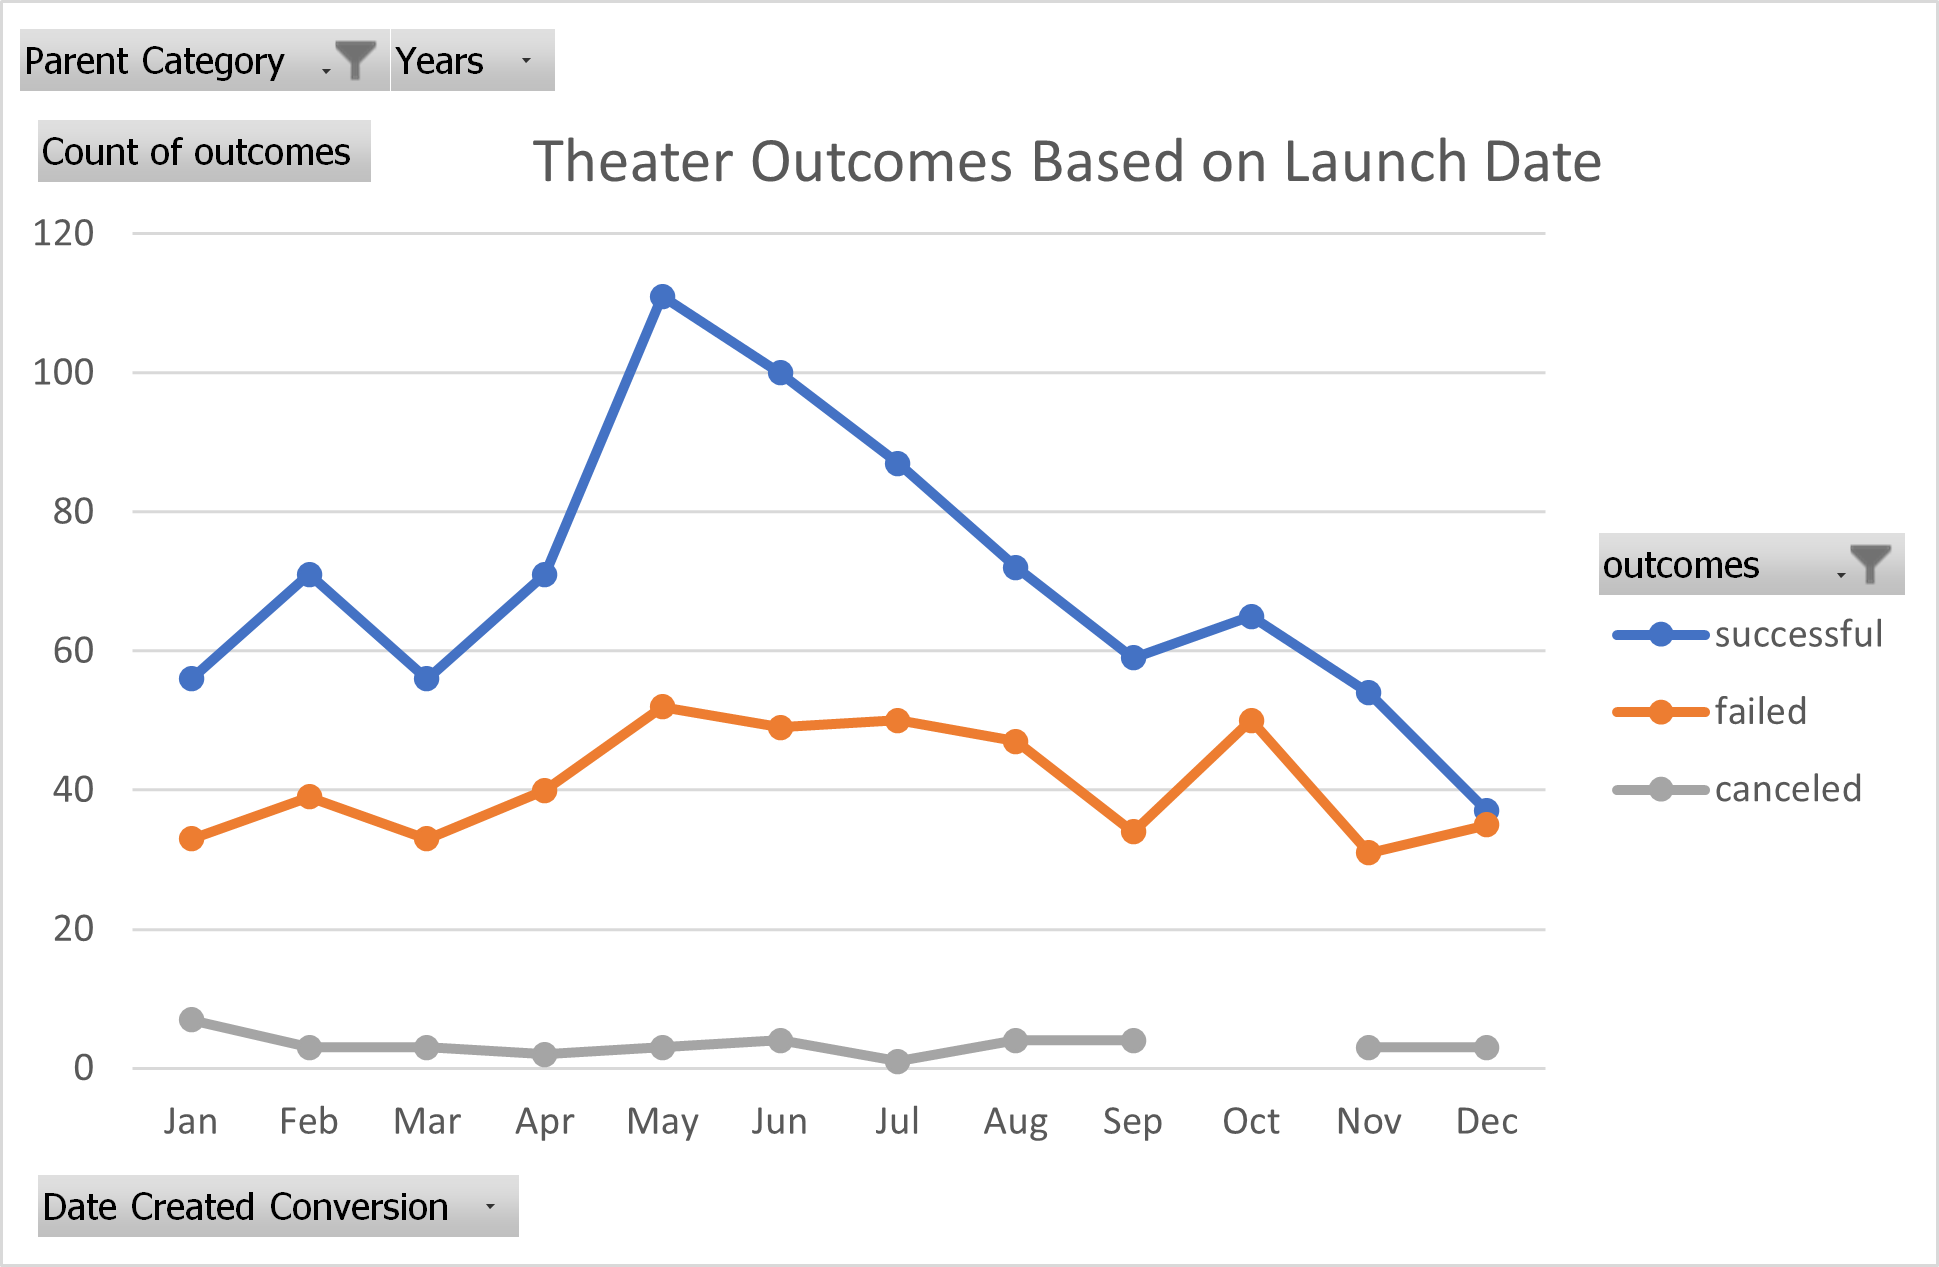 Parent Category Years
Count of outcomes
Theater Outcomes Based on Launch Date
120
100
80
60
40
20
0
Jan Feb Mar Apr May Jun Jul Aug Sep Oct Nov Dec
outcomes
successful
failed
canceled
Date Created Conversion